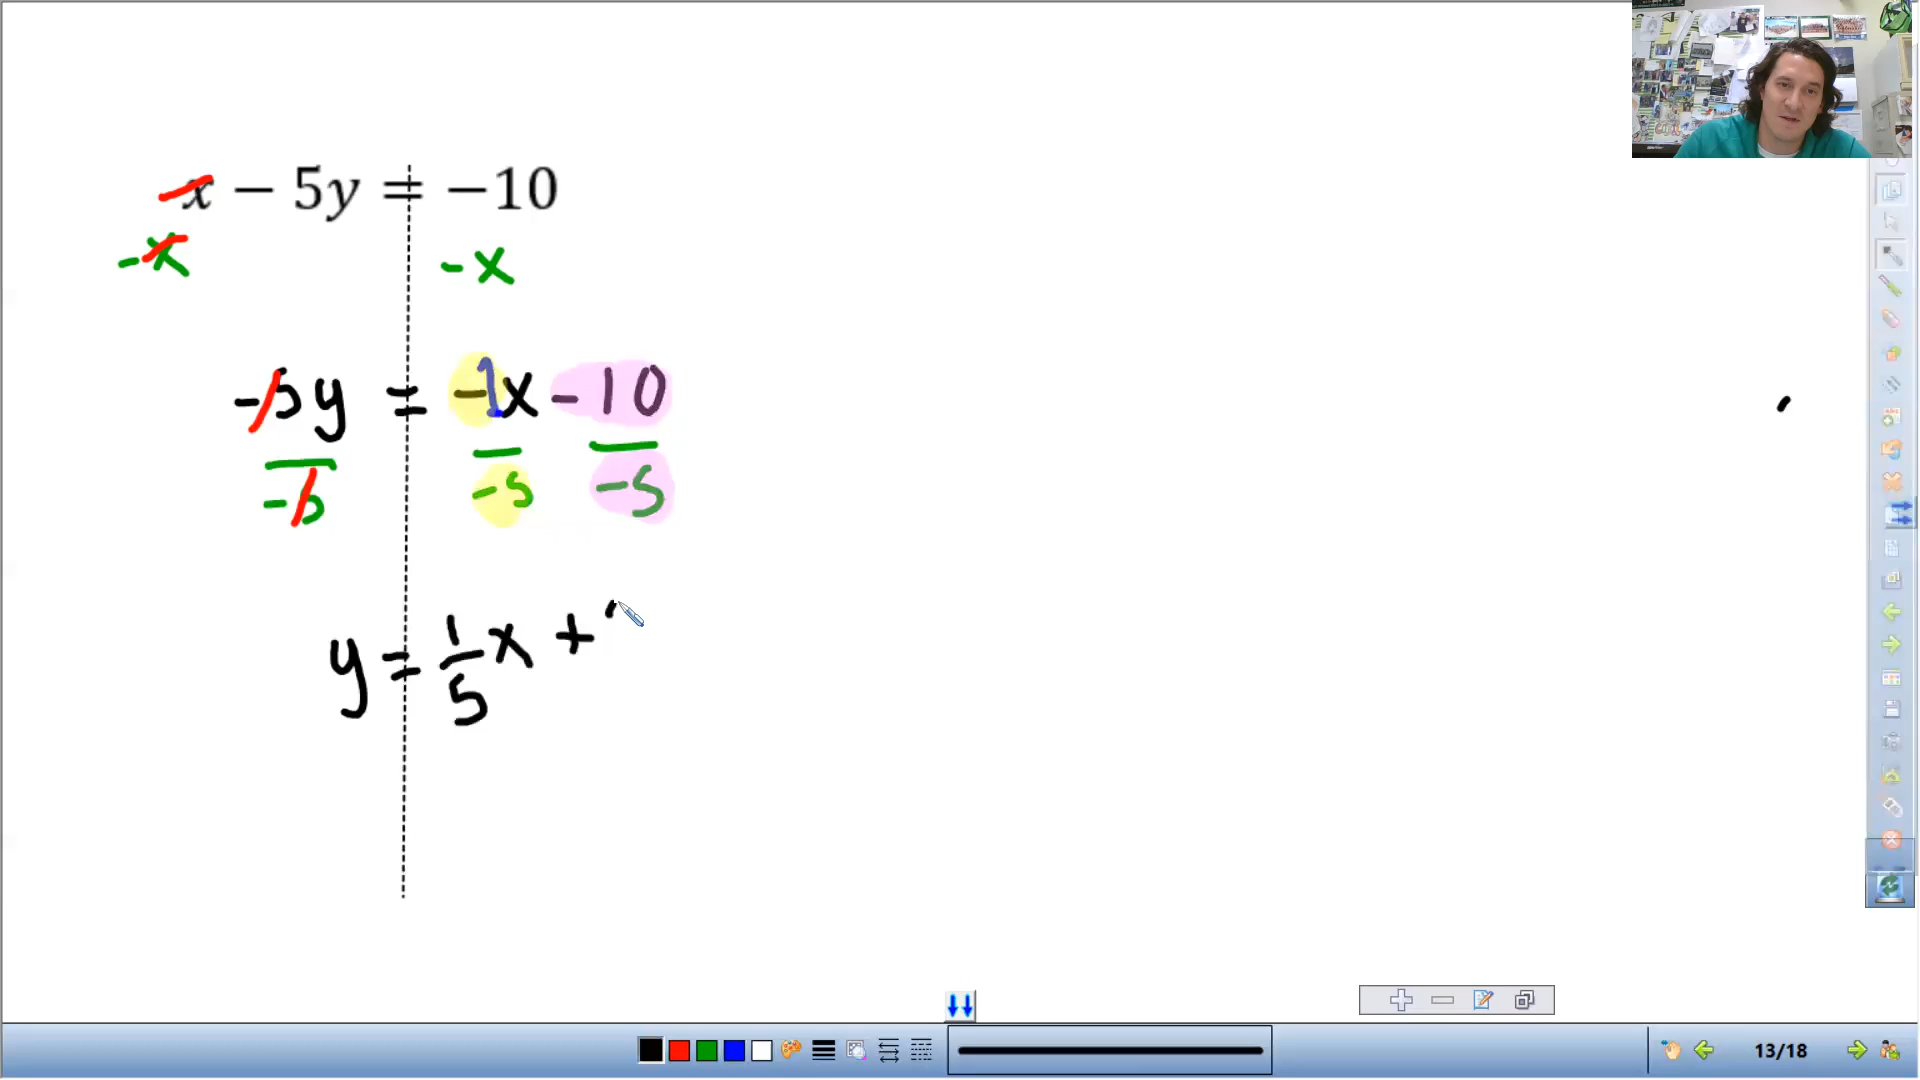 x − 5y = −10
-x -x
-5y = -1x - 10
-5 -5 -5
y = 1/5 x +
13/18